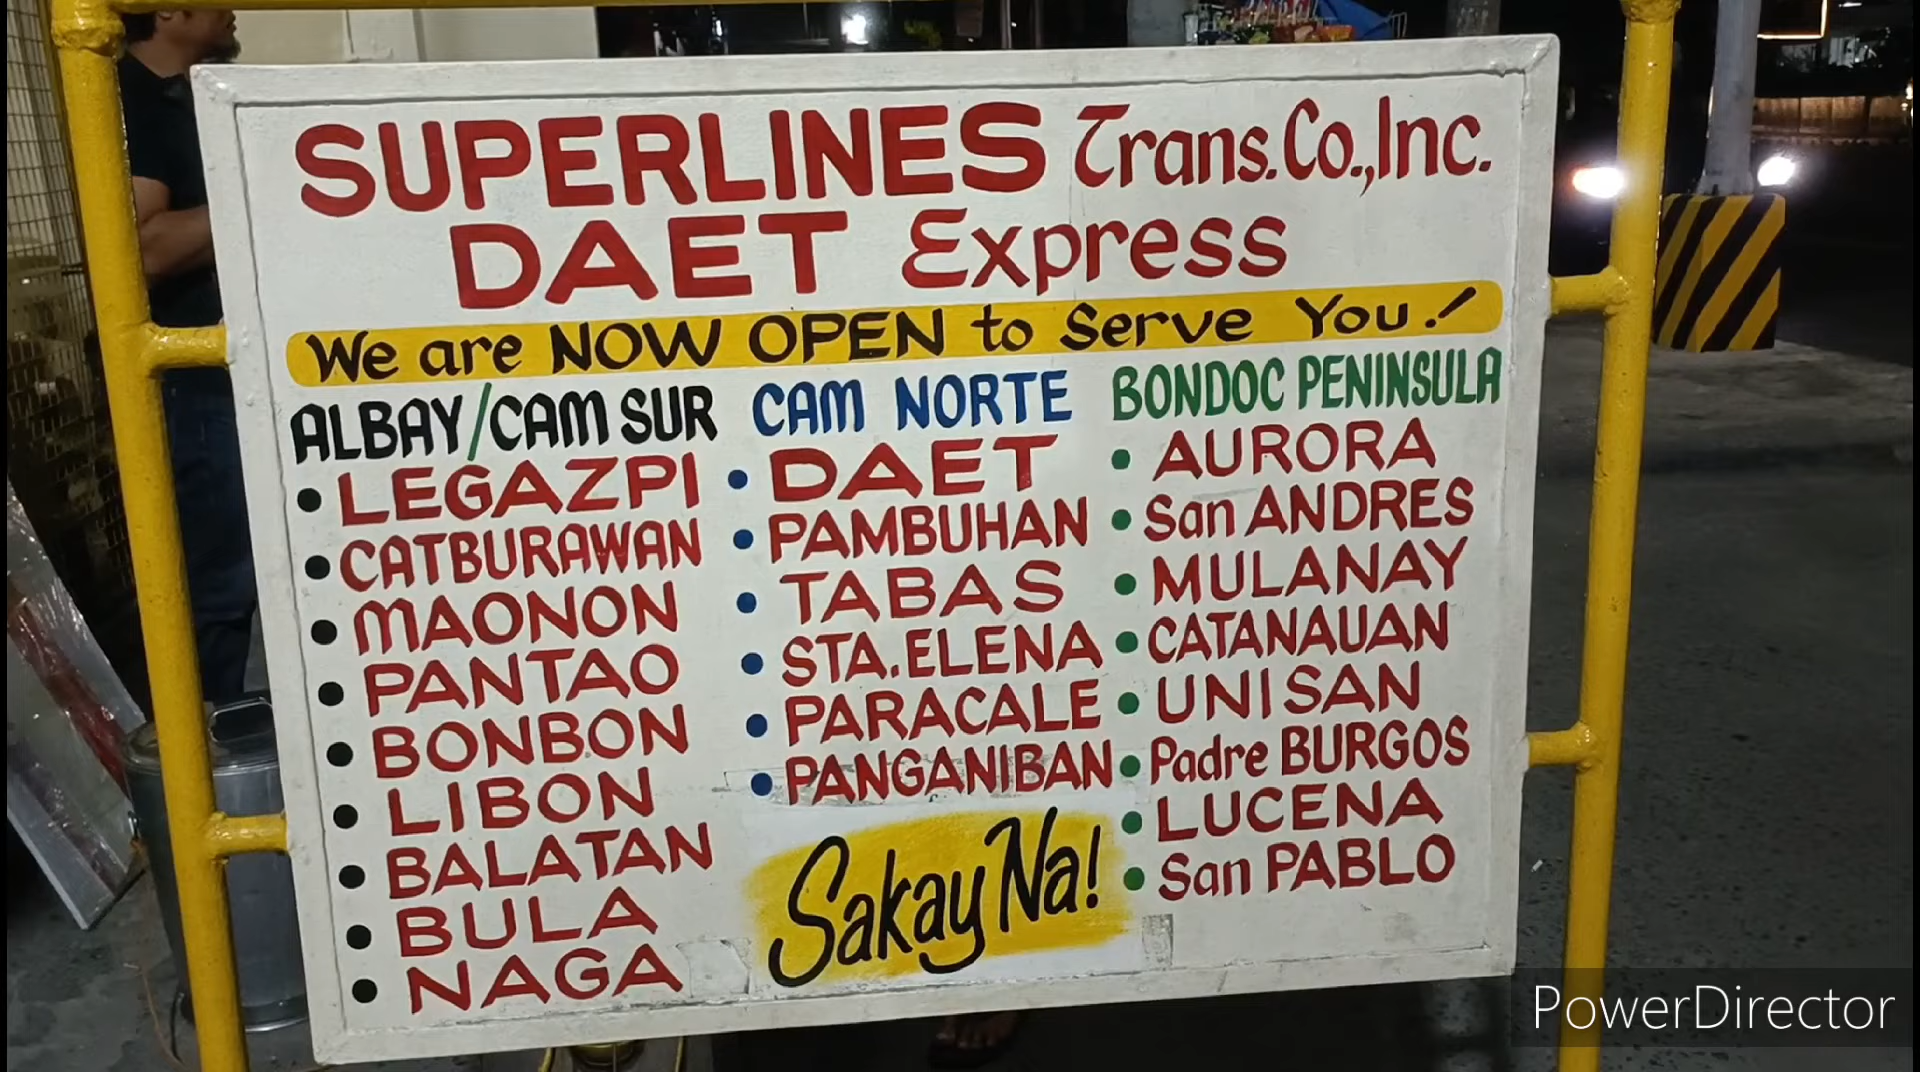 SUPERLINES Trans.Co.,Inc.
DAET Express
We are NOW OPEN to Serve You!
ALBAY/CAM SUR
• LEGAZPI
• CATBURAWAN
• MAONON
• PANTAO
• BONBON
• LIBON
• BALATAN
• BULA
• NAGA
CAM NORTE
• DAET
• PAMBUHAN
• TABAS
• STA.ELENA
• PARACALE
• PANGANIBAN
Sakay Na!
BONDOC PENINSULA
• AURORA
• San ANDRES
• MULANAY
• CATANAUAN
• UNISAN
• Padre BURGOS
• LUCENA
• San PABLO
PowerDirector